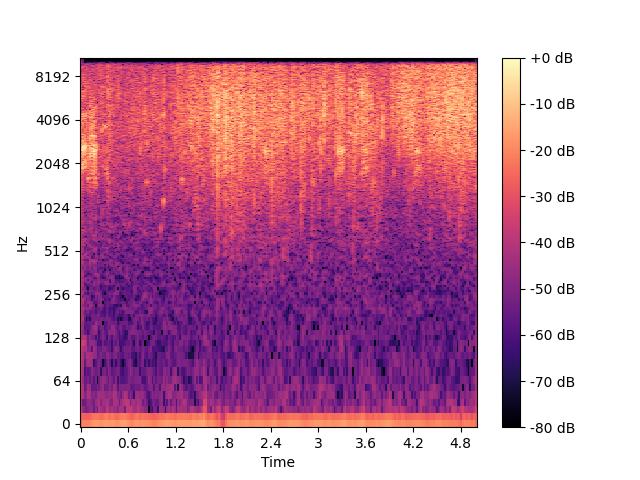 8192
4096
2048
1024
512
256
128
64
0
Hz
0 0.6 1.2 1.8 2.4 3 3.6 4.2 4.8
Time
+0 dB
-10 dB
-20 dB
-30 dB
-40 dB
-50 dB
-60 dB
-70 dB
-80 dB